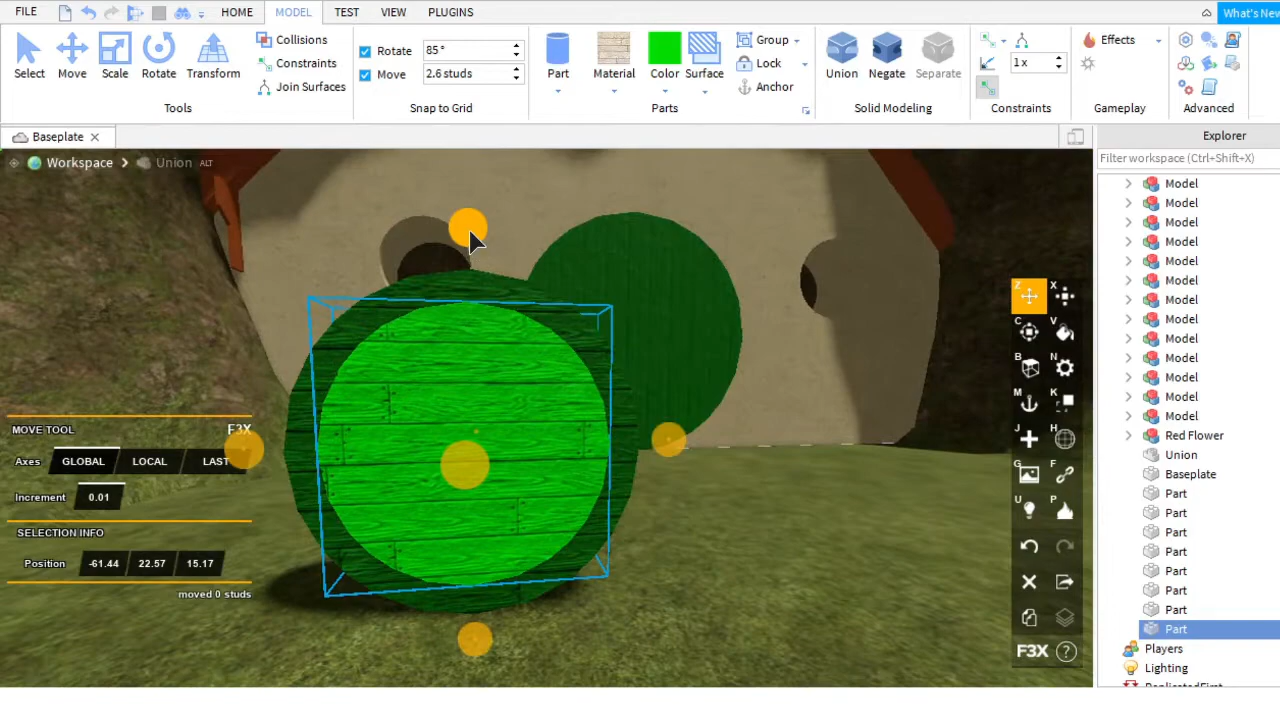 FILE HOME MODEL TEST VIEW PLUGINS What's New
Select Move Scale Rotate Transform
Collisions
Constraints
Join Surfaces
Tools
Rotate 85°
Move 2.6 studs
Snap to Grid
Part Material Color Surface
Group
Lock
Anchor
Parts
Union Negate Separate
Solid Modeling
1x
Constraints
Effects
Gameplay
Advanced
Baseplate
Workspace Union ALT
MOVE TOOL F3X
Axes GLOBAL LOCAL LAST
Increment 0.01
SELECTION INFO
Position -61.44 22.57 15.17
moved 0 studs
Z X
C V
B N
M K
J H
G F
U P
F3X ?
Explorer
Filter workspace (Ctrl+Shift+X)
Model
Model
Model
Model
Model
Model
Model
Model
Model
Model
Model
Model
Model
Red Flower
Union
Baseplate
Part
Part
Part
Part
Part
Part
Part
Part
Players
Lighting